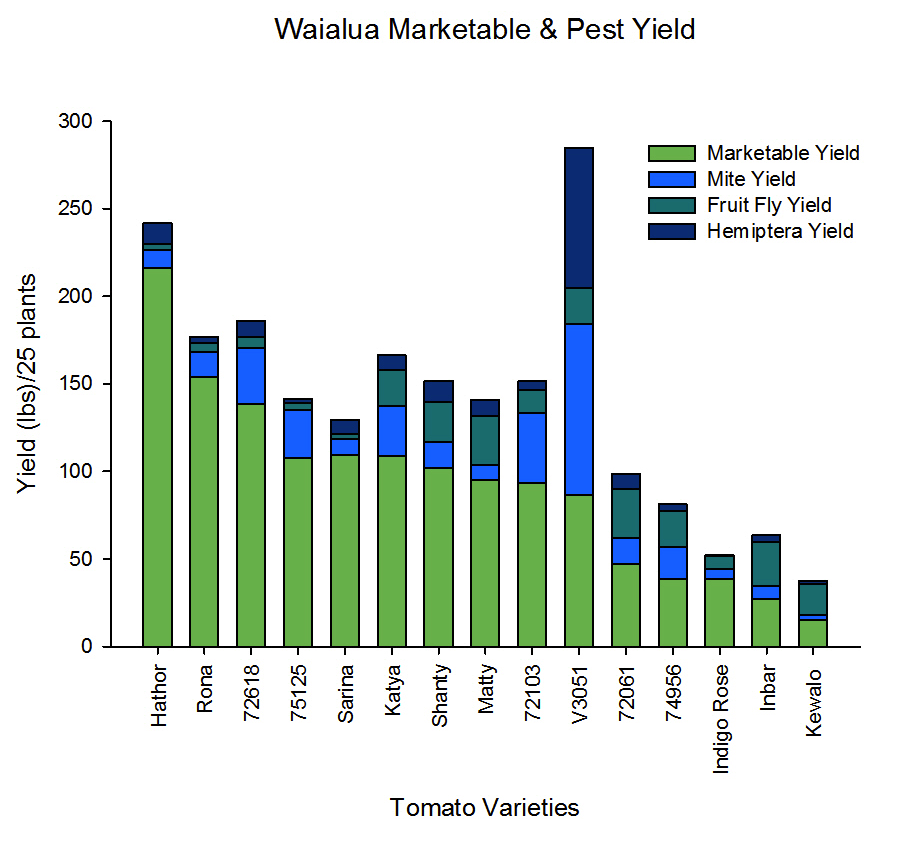 Waialua Marketable & Pest Yield
300
250
200
150
100
50
0
Yield (lbs)/25 plants
Marketable Yield
Mite Yield
Fruit Fly Yield
Hemiptera Yield
Hathor
Rona
72618
75125
Sarina
Katya
Shanty
Matty
72103
V3051
72061
74956
Indigo Rose
Inbar
Kewalo
Tomato Varieties